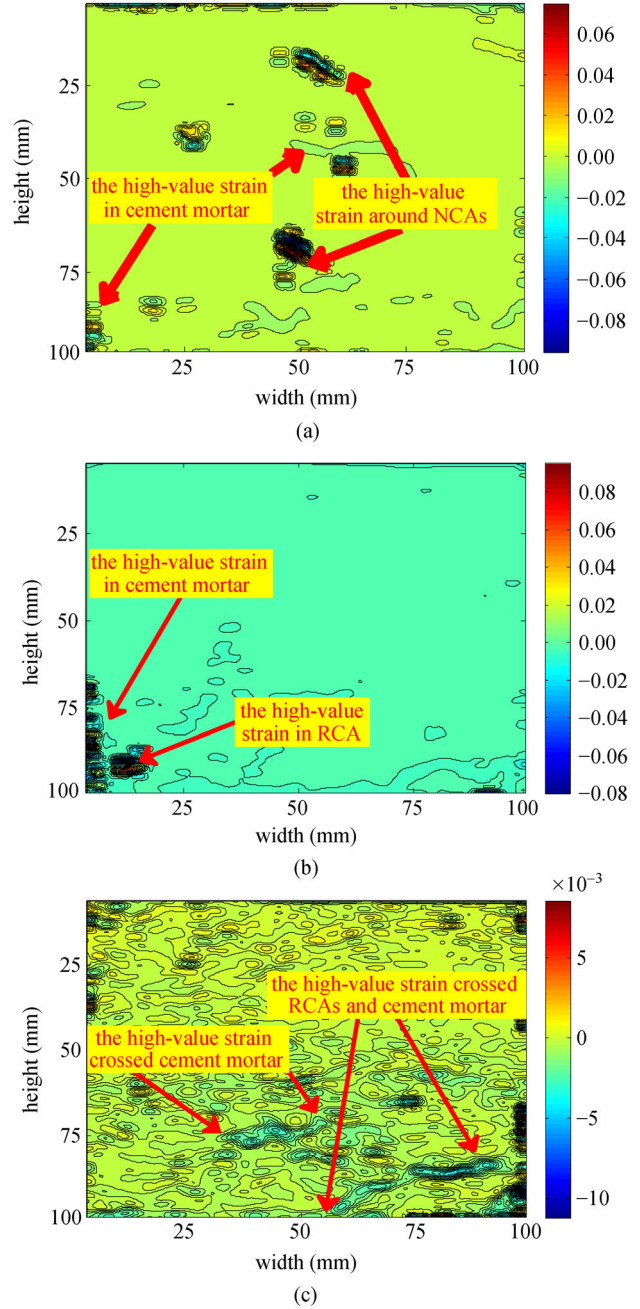 0.06
0.04
0.02
0.00
−0.02
−0.04
−0.06
−0.08
height (mm)
25
50
75
100
the high-value strain
in cement mortar
the high-value
strain around NCAs
25
50
75
100
width (mm)
(a)
0.08
0.06
0.04
0.02
0.00
−0.02
−0.04
−0.06
−0.08
height (mm)
25
50
75
100
the high-value strain
in cement mortar
the high-value
strain in RCA
25
50
75
100
width (mm)
(b)
×10⁻³
5
0
−5
−10
height (mm)
25
50
75
100
the high-value strain crossed
RCAs and cement mortar
the high-value strain
crossed cement mortar
25
50
75
100
width (mm)
(c)